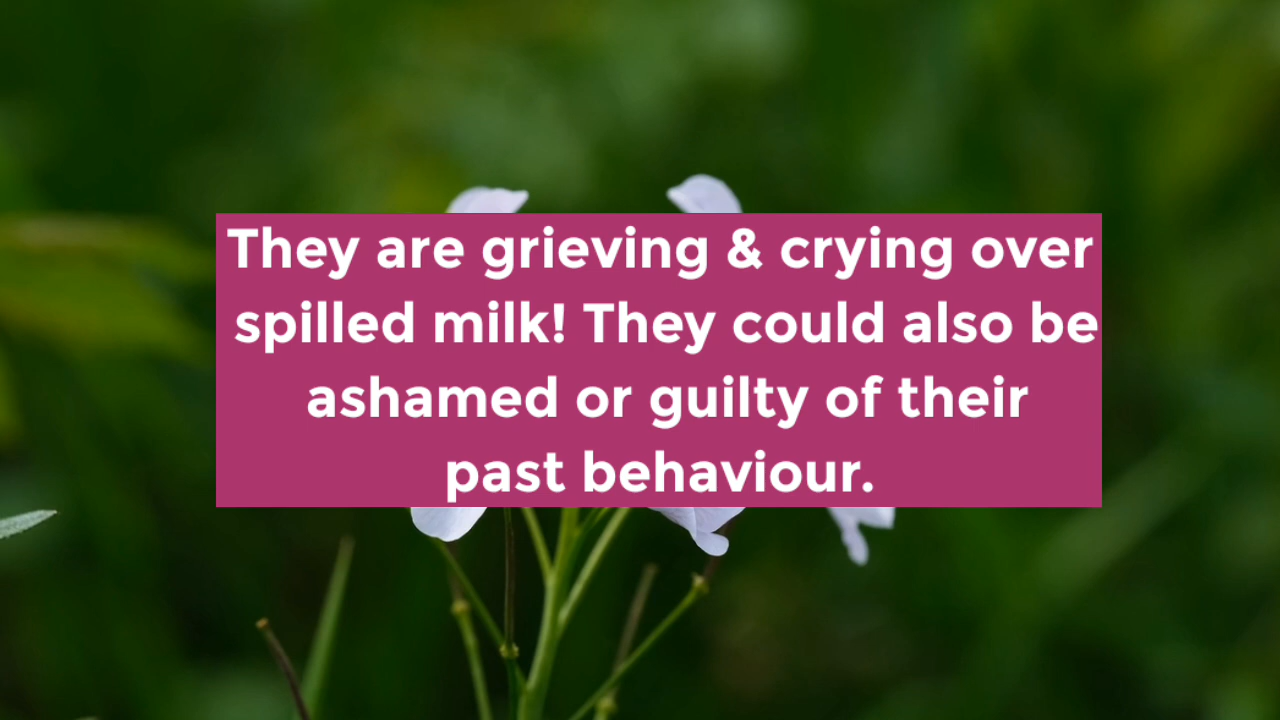 They are grieving & crying over
spilled milk! They could also be
ashamed or guilty of their
past behaviour.